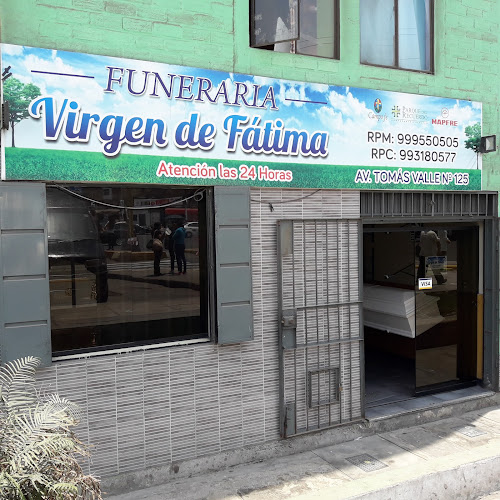 FUNERARIA
Virgen de Fátima
Atención las 24 Horas
MAPFRE
RPM: 999550505
RPC: 993180577
AV. TOMÁS VALLE Nº 125
VISA